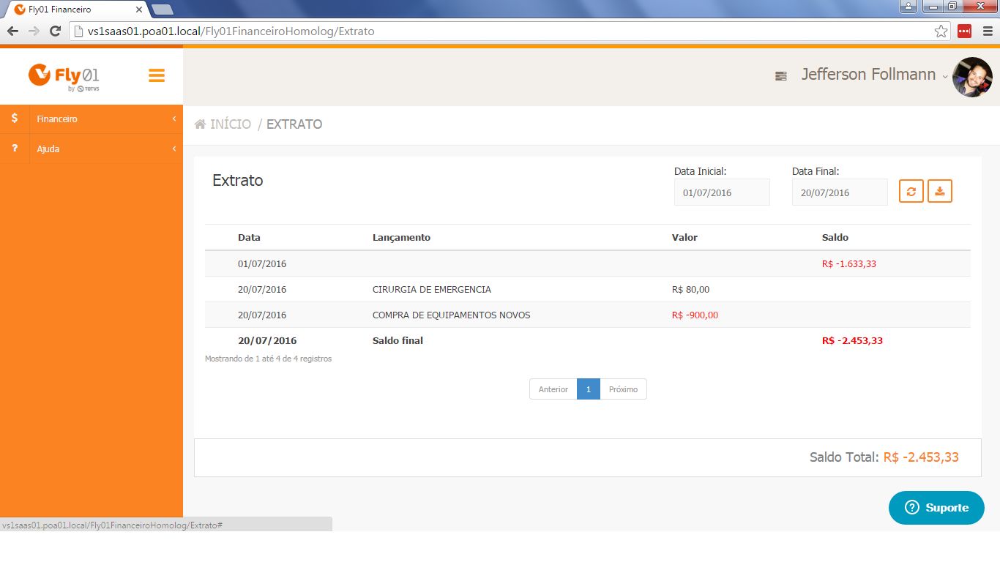 Fly01 Financeiro
vs1saas01.poa01.local/Fly01FinanceiroHomolog/Extrato
Fly01
by TOTVS
Jefferson Follmann
$ Financeiro
? Ajuda
INÍCIO / EXTRATO
Extrato
Data Inicial: Data Final:
01/07/2016 20/07/2016
Data Lançamento Valor Saldo
01/07/2016 R$ -1.633,33
20/07/2016 CIRURGIA DE EMERGENCIA R$ 80,00
20/07/2016 COMPRA DE EQUIPAMENTOS NOVOS R$ -900,00
20/07/2016 Saldo final R$ -2.453,33
Mostrando de 1 até 4 de 4 registros
Anterior 1 Próximo
Saldo Total: R$ -2.453,33
? Suporte
vs1saas01.poa01.local/Fly01FinanceiroHomolog/Extrato#